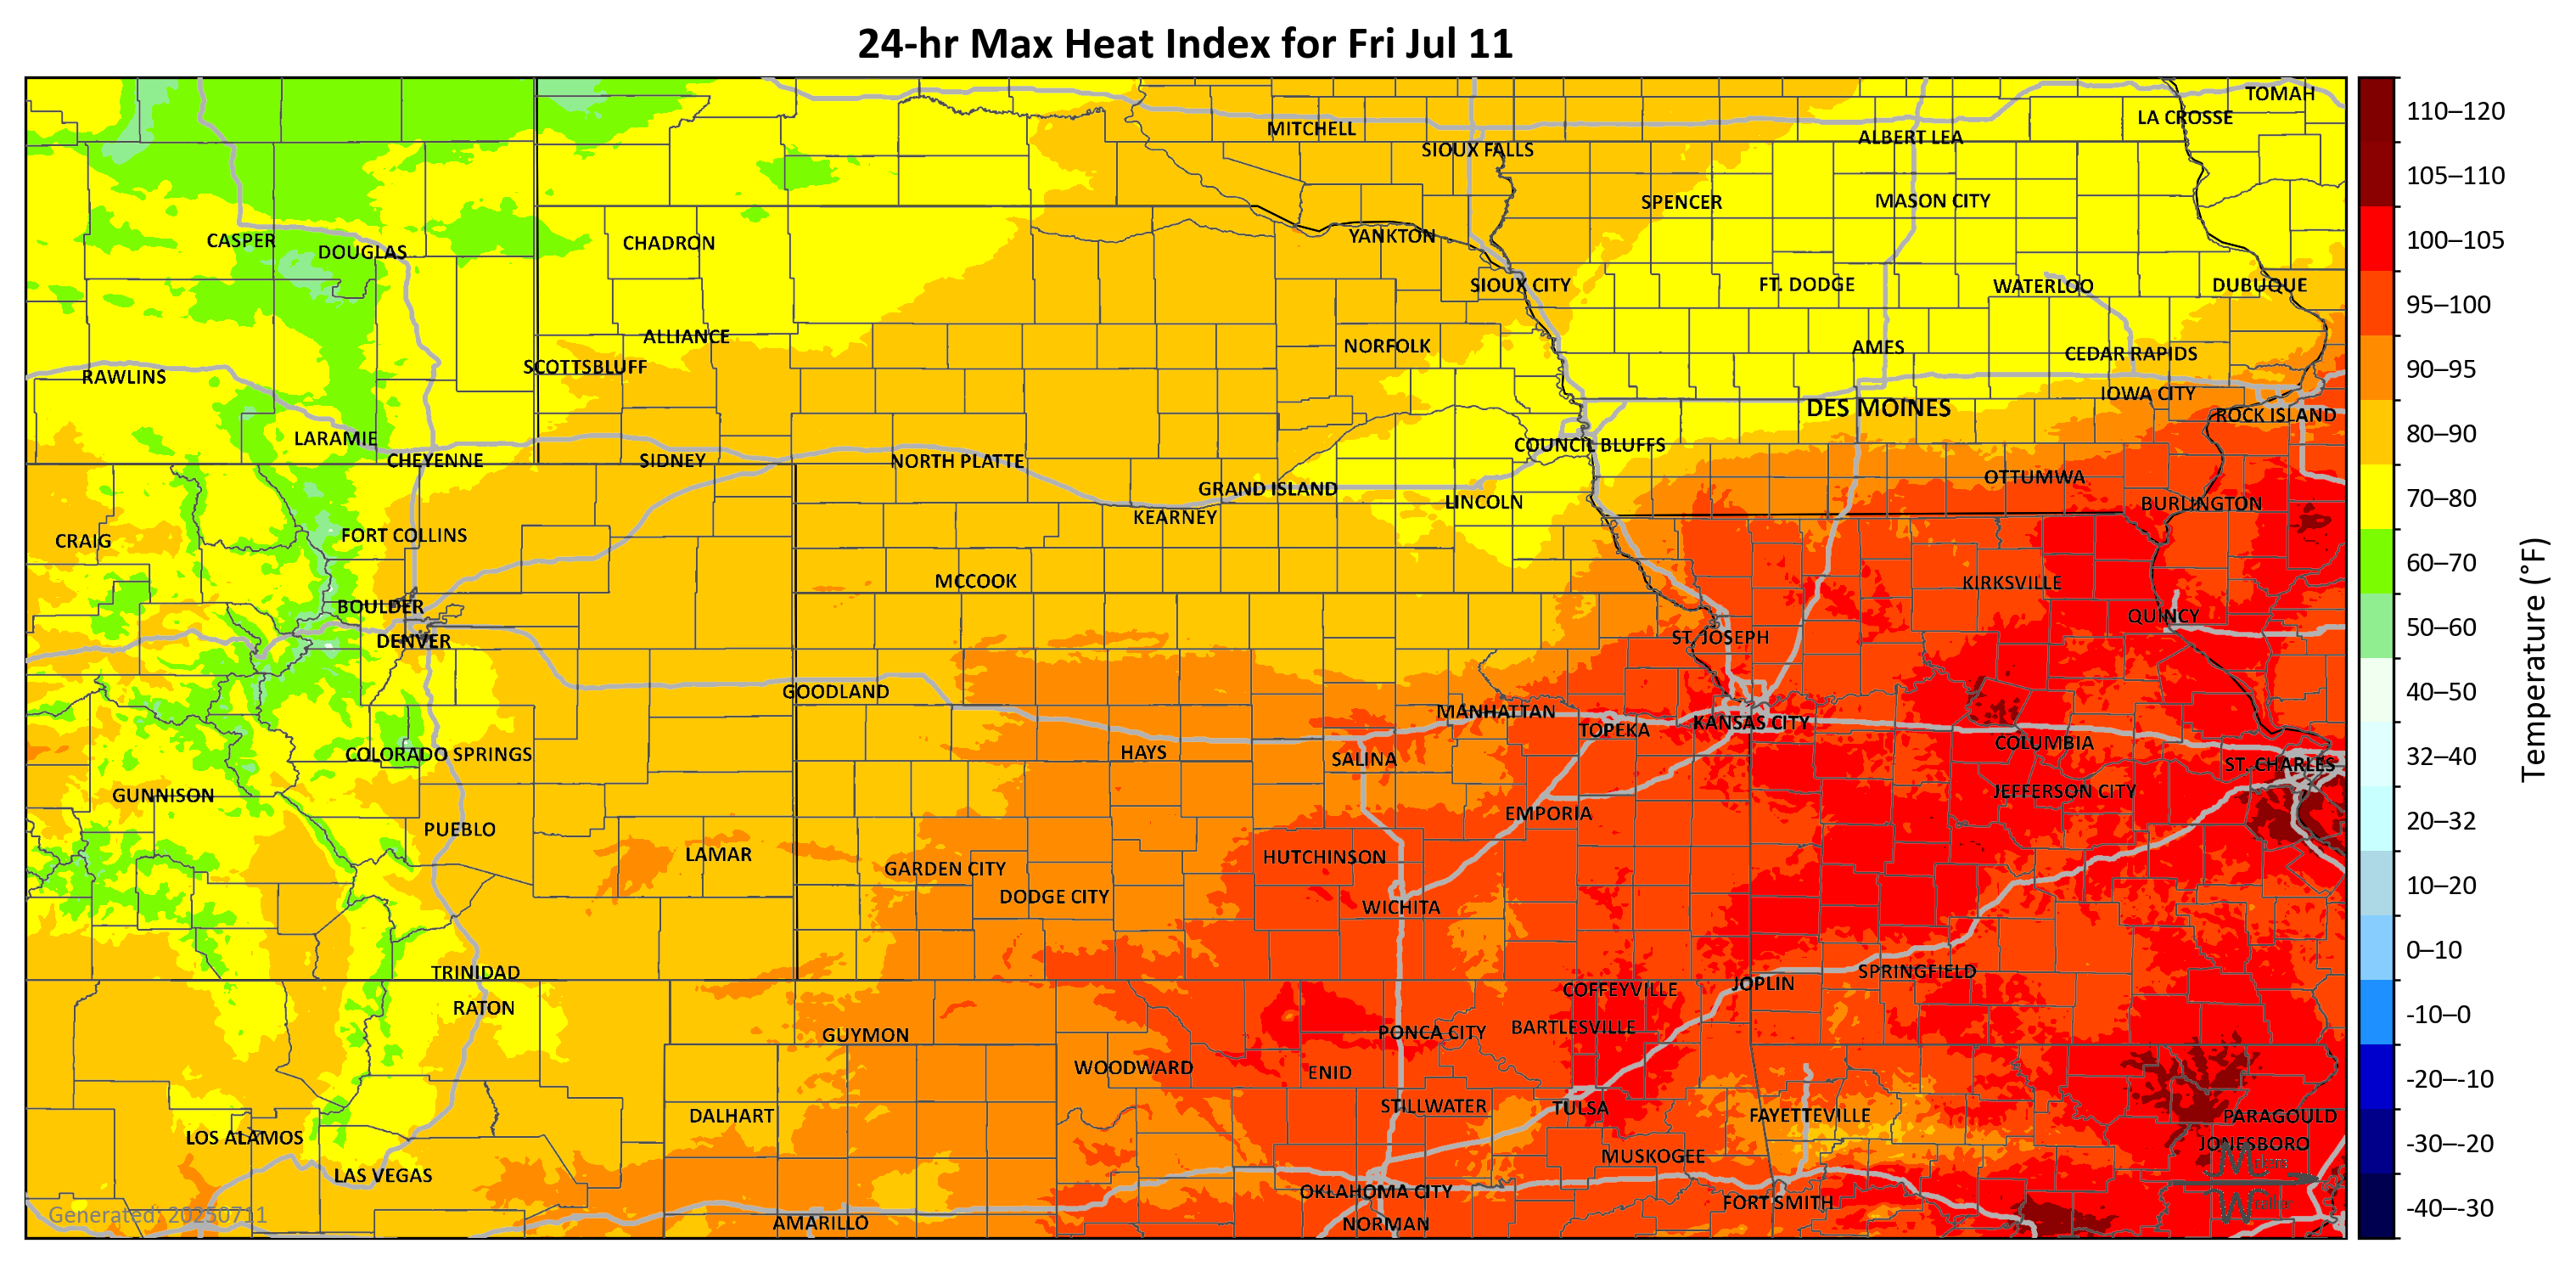 24-hr Max Heat Index for Fri Jul 11
TOMAH
LA CROSSE
MITCHELL
ALBERT LEA
SIOUX FALLS
SPENCER
MASON CITY
YANKTON
CASPER
CHADRON
DOUGLAS
SIOUX CITY
FT. DODGE
WATERLOO
DUBUQUE
ALLIANCE
NORFOLK
AMES
CEDAR RAPIDS
SCOTTSBLUFF
RAWLINS
IOWA CITY
DES MOINES
ROCK ISLAND
LARAMIE
COUNCIL BLUFFS
CHEYENNE
SIDNEY
NORTH PLATTE
OTTUMWA
GRAND ISLAND
LINCOLN
BURLINGTON
KEARNEY
FORT COLLINS
CRAIG
MCCOOK
KIRKSVILLE
BOULDER
QUINCY
DENVER
ST. JOSEPH
GOODLAND
MANHATTAN
KANSAS CITY
TOPEKA
COLUMBIA
HAYS
COLORADO SPRINGS
SALINA
ST. CHARLES
JEFFERSON CITY
GUNNISON
EMPORIA
PUEBLO
LAMAR
HUTCHINSON
GARDEN CITY
DODGE CITY
WICHITA
TRINIDAD
SPRINGFIELD
JOPLIN
COFFEYVILLE
RATON
BARTLESVILLE
PONCA CITY
GUYMON
WOODWARD
ENID
STILLWATER
TULSA
DALHART
FAYETTEVILLE
PARAGOULD
LOS ALAMOS
JONESBORO
MUSKOGEE
LAS VEGAS
OKLAHOMA CITY
FORT SMITH
AMARILLO
NORMAN
Generated: 20250711
110–120
105–110
100–105
95–100
90–95
80–90
70–80
60–70
50–60
40–50
32–40
20–32
10–20
0–10
-10–0
-20–-10
-30–-20
-40–-30
Temperature (°F)